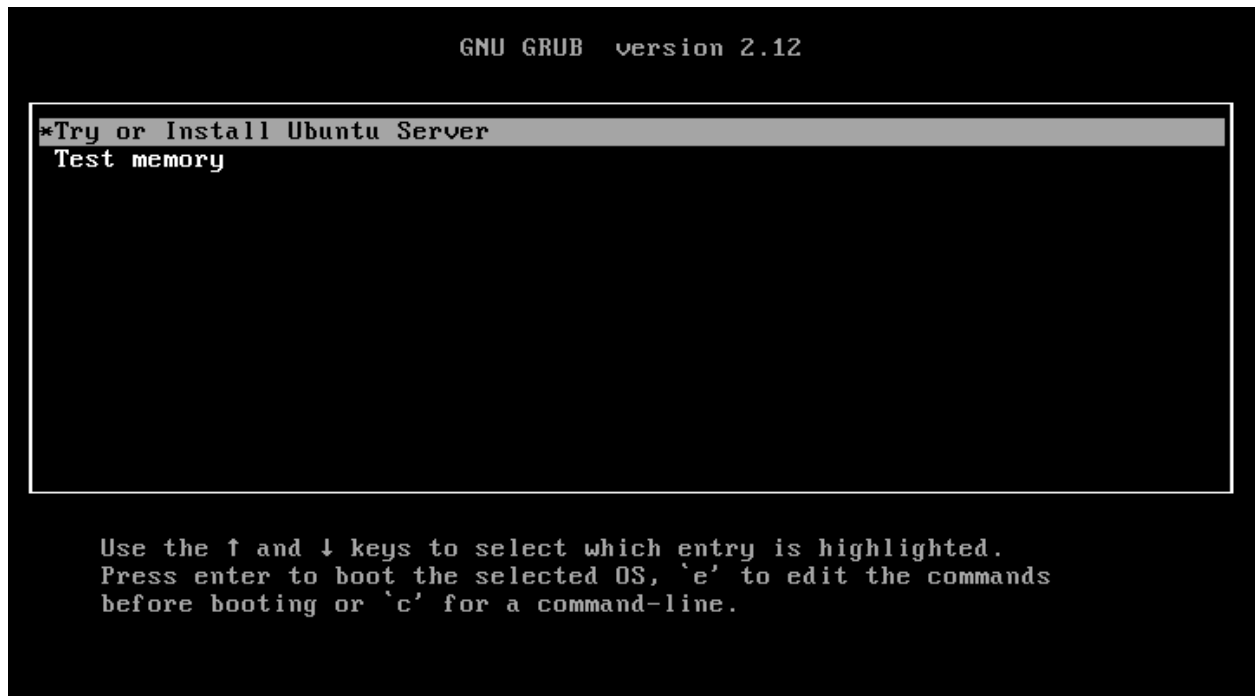 GNU GRUB version 2.12
*Try or Install Ubuntu Server
Test memory
Use the ↑ and ↓ keys to select which entry is highlighted.
Press enter to boot the selected OS, `e' to edit the commands
before booting or `c' for a command-line.